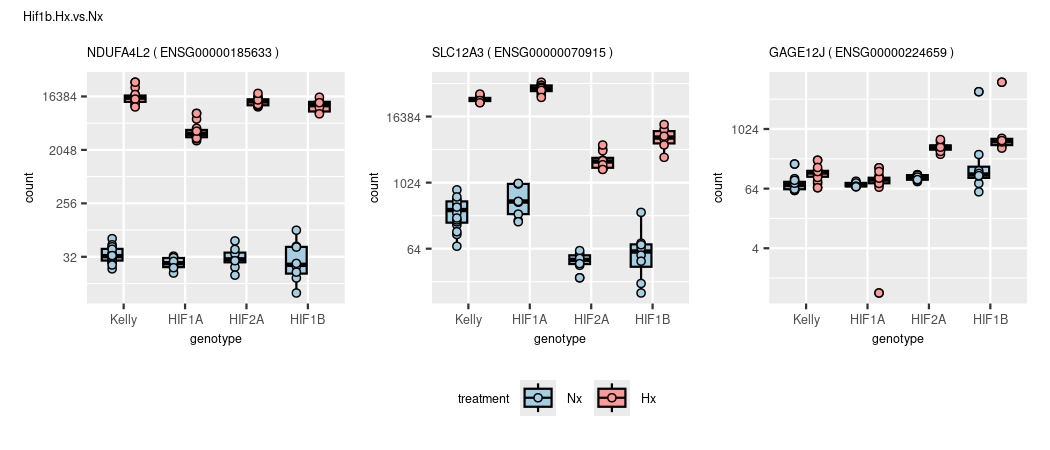 Hif1b.Hx.vs.Nx
NDUFA4L2 ( ENSG00000185633 )
SLC12A3 ( ENSG00000070915 )
GAGE12J ( ENSG00000224659 )
count
16384
2048
256
32
Kelly HIF1A HIF2A HIF1B
genotype
count
16384
1024
64
Kelly HIF1A HIF2A HIF1B
genotype
count
1024
64
4
Kelly HIF1A HIF2A HIF1B
genotype
treatment Nx Hx